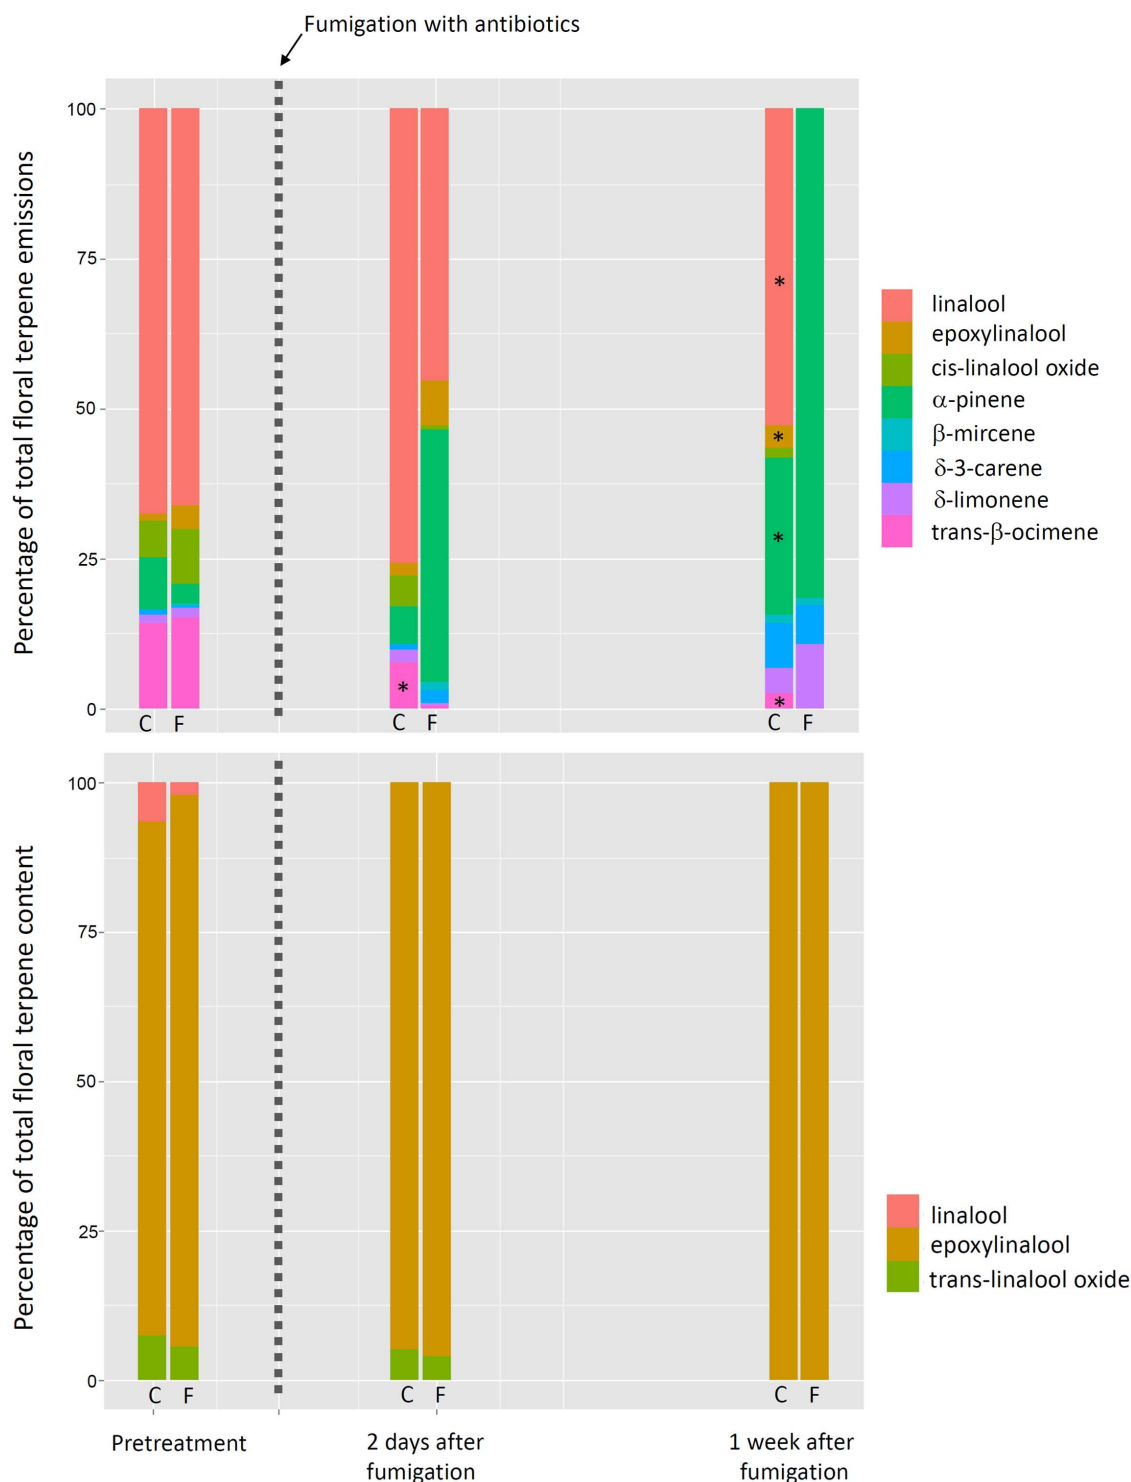 Fumigation with antibiotics
Percentage of total floral terpene emissions
100
75
50
25
0
*
*
*
*
*
C F
C F
C F
linalool
epoxylinalool
cis-linalool oxide
α-pinene
β-mircene
δ-3-carene
δ-limonene
trans-β-ocimene
Percentage of total floral terpene content
100
75
50
25
0
C F
C F
C F
linalool
epoxylinalool
trans-linalool oxide
Pretreatment
2 days after
fumigation
1 week after
fumigation